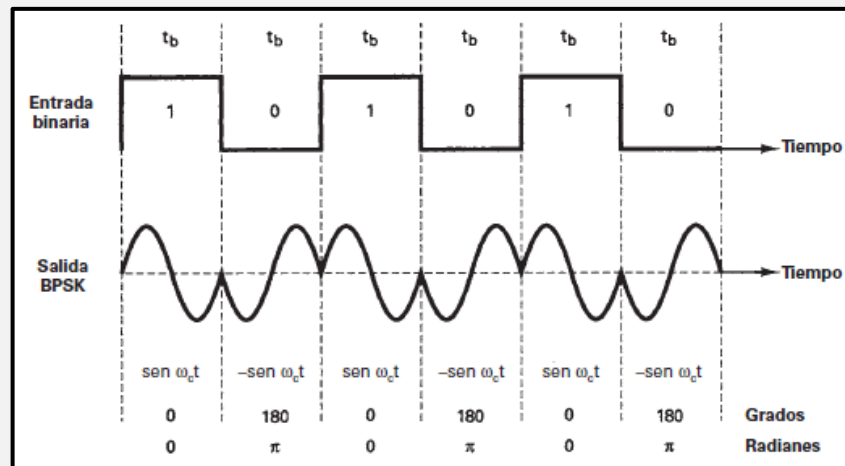 t_b t_b t_b t_b t_b t_b
Entrada
binaria
1 0 1 0 1 0
Tiempo
Salida
BPSK
Tiempo
sen ω_ct –sen ω_ct sen ω_ct –sen ω_ct sen ω_ct –sen ω_ct
0 180 0 180 0 180 Grados
0 π 0 π 0 π Radianes